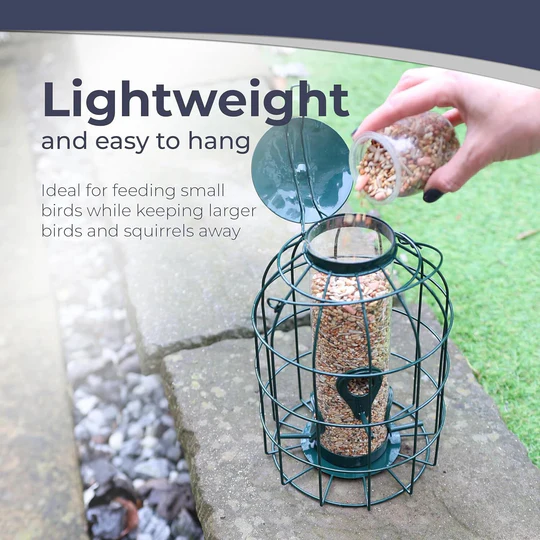 Lightweight
and easy to hang
Ideal for feeding small
birds while keeping larger
birds and squirrels away